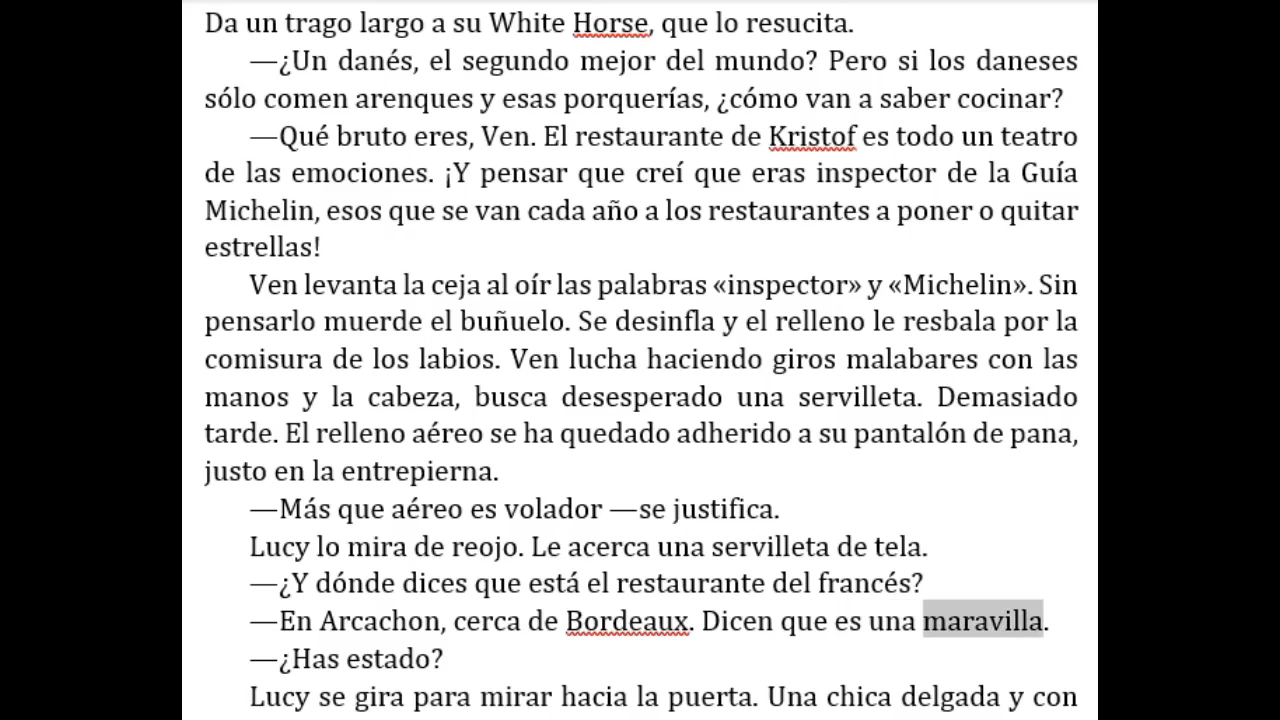 Da un trago largo a su White Horse, que lo resucita.
—¿Un danés, el segundo mejor del mundo? Pero si los daneses
sólo comen arenques y esas porquerías, ¿cómo van a saber cocinar?
—Qué bruto eres, Ven. El restaurante de Kristof es todo un teatro
de las emociones. ¡Y pensar que creí que eras inspector de la Guía
Michelin, esos que se van cada año a los restaurantes a poner o quitar
estrellas!
Ven levanta la ceja al oír las palabras «inspector» y «Michelin». Sin
pensarlo muerde el buñuelo. Se desinfla y el relleno le resbala por la
comisura de los labios. Ven lucha haciendo giros malabares con las
manos y la cabeza, busca desesperado una servilleta. Demasiado
tarde. El relleno aéreo se ha quedado adherido a su pantalón de pana,
justo en la entrepierna.
—Más que aéreo es volador —se justifica.
Lucy lo mira de reojo. Le acerca una servilleta de tela.
—¿Y dónde dices que está el restaurante del francés?
—En Arcachon, cerca de Bordeaux. Dicen que es una maravilla.
—¿Has estado?
Lucy se gira para mirar hacia la puerta. Una chica delgada y con